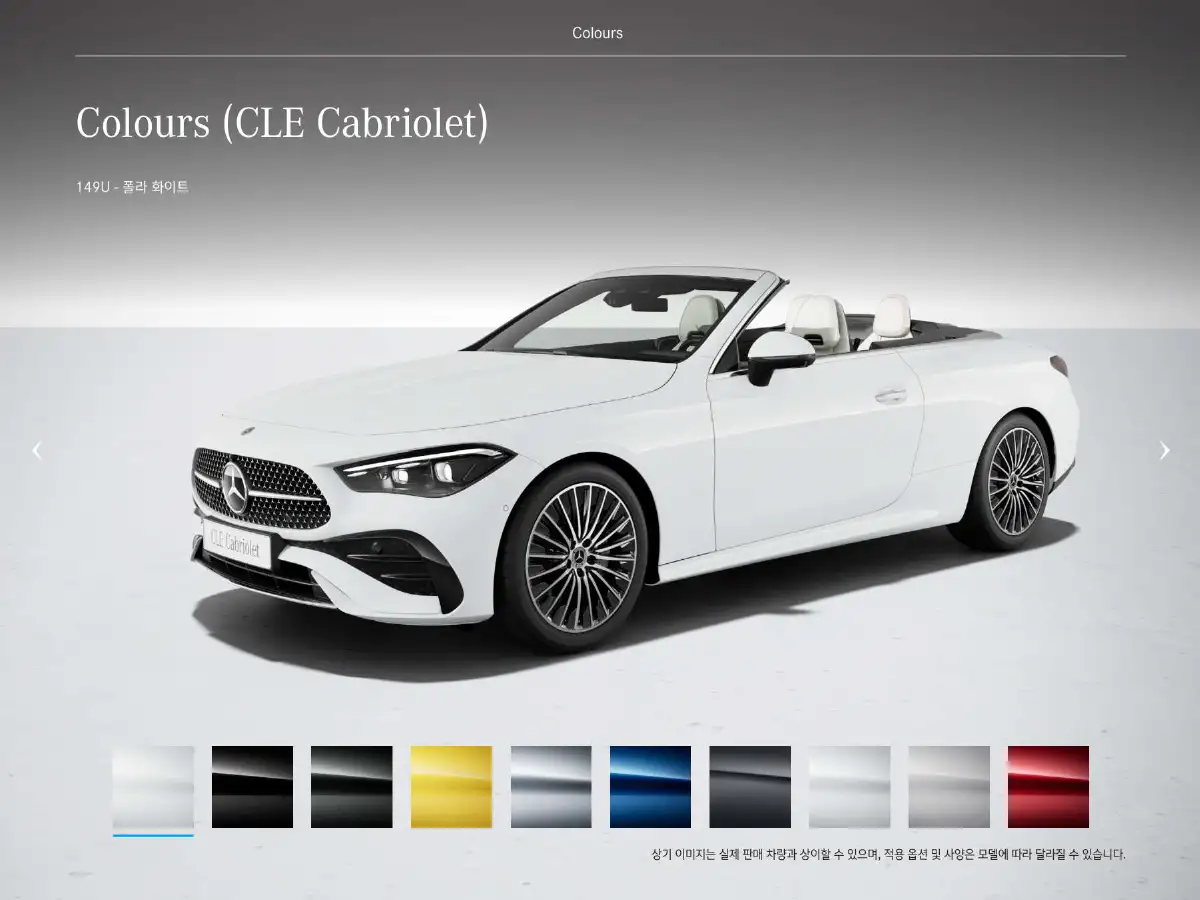 Colours
Colours (CLE Cabriolet)
149U - 폴라 화이트
CLE Cabriolet
상기 이미지는 실제 판매 차량과 상이할 수 있으며, 적용 옵션 및 사양은 모델에 따라 달라질 수 있습니다.